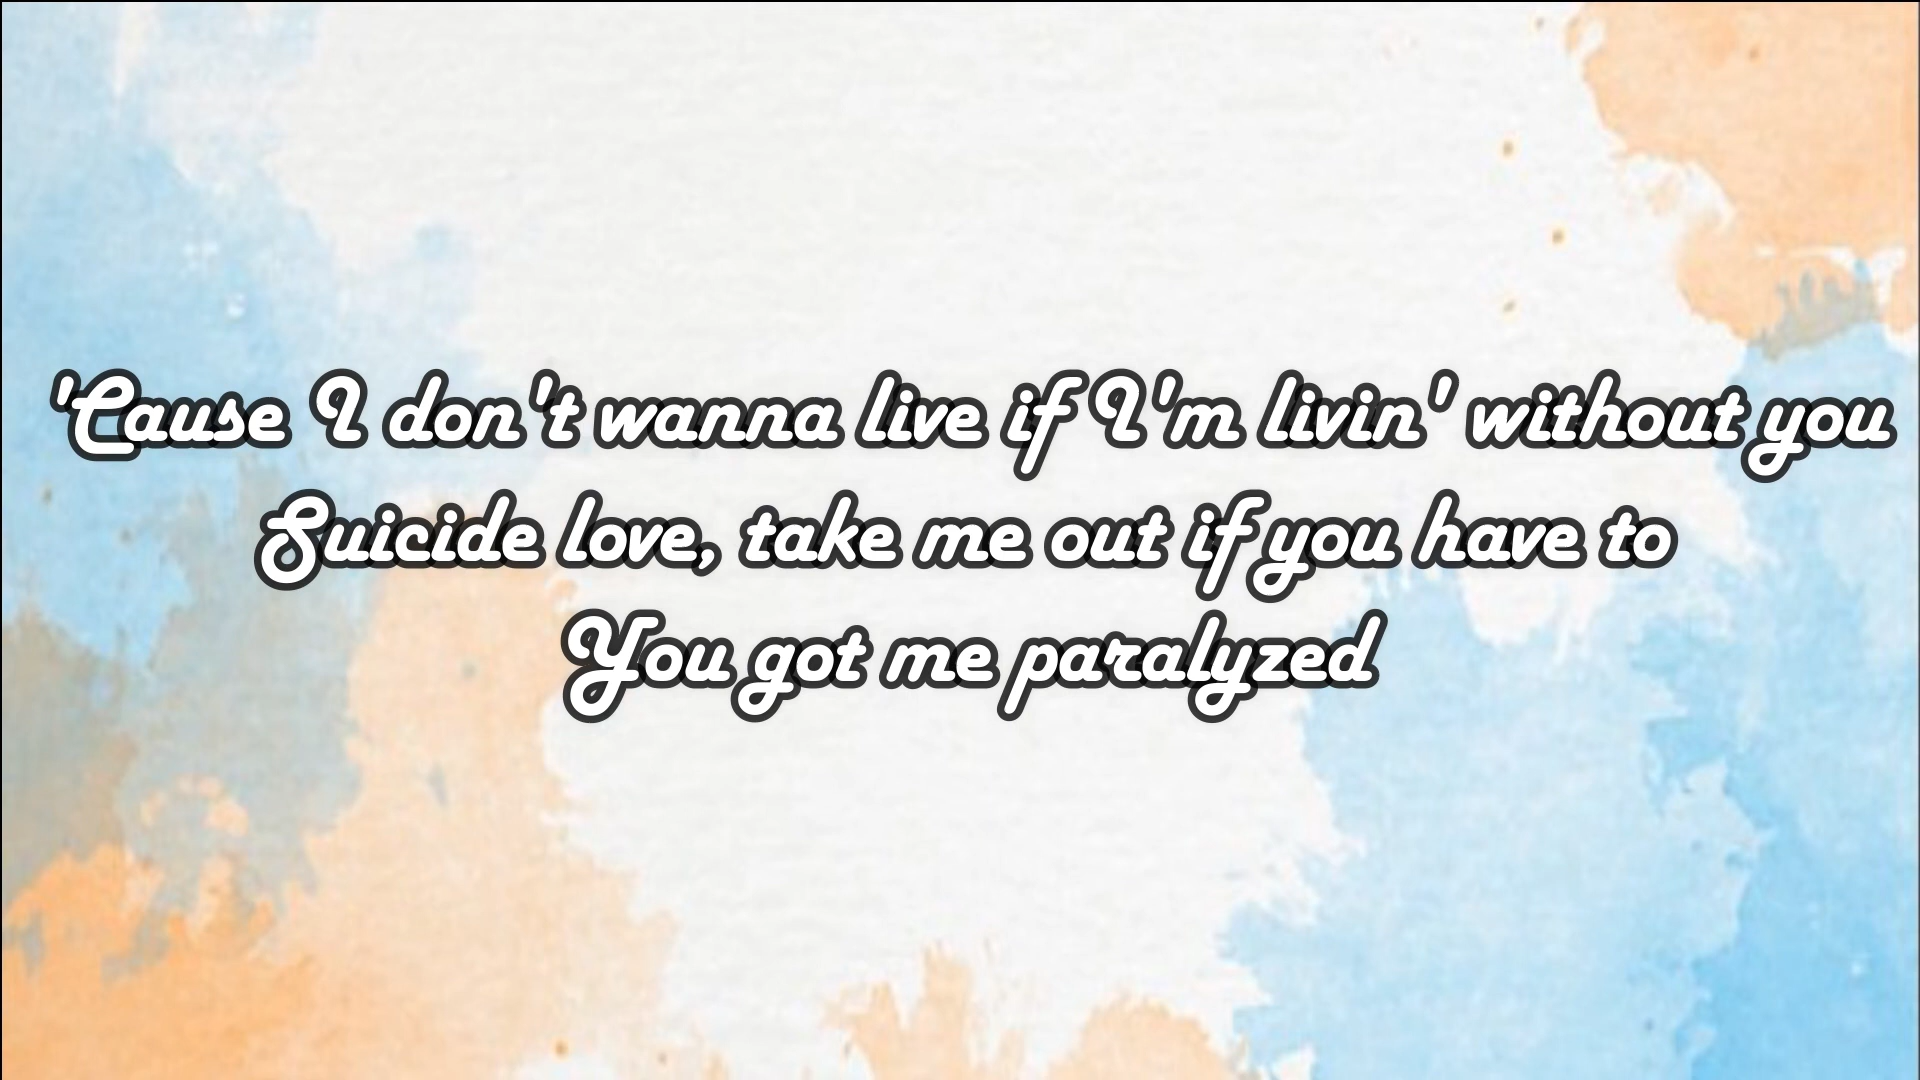 'Cause I don't wanna live if I'm livin' without you
Suicide love, take me out if you have to
You got me paralyzed